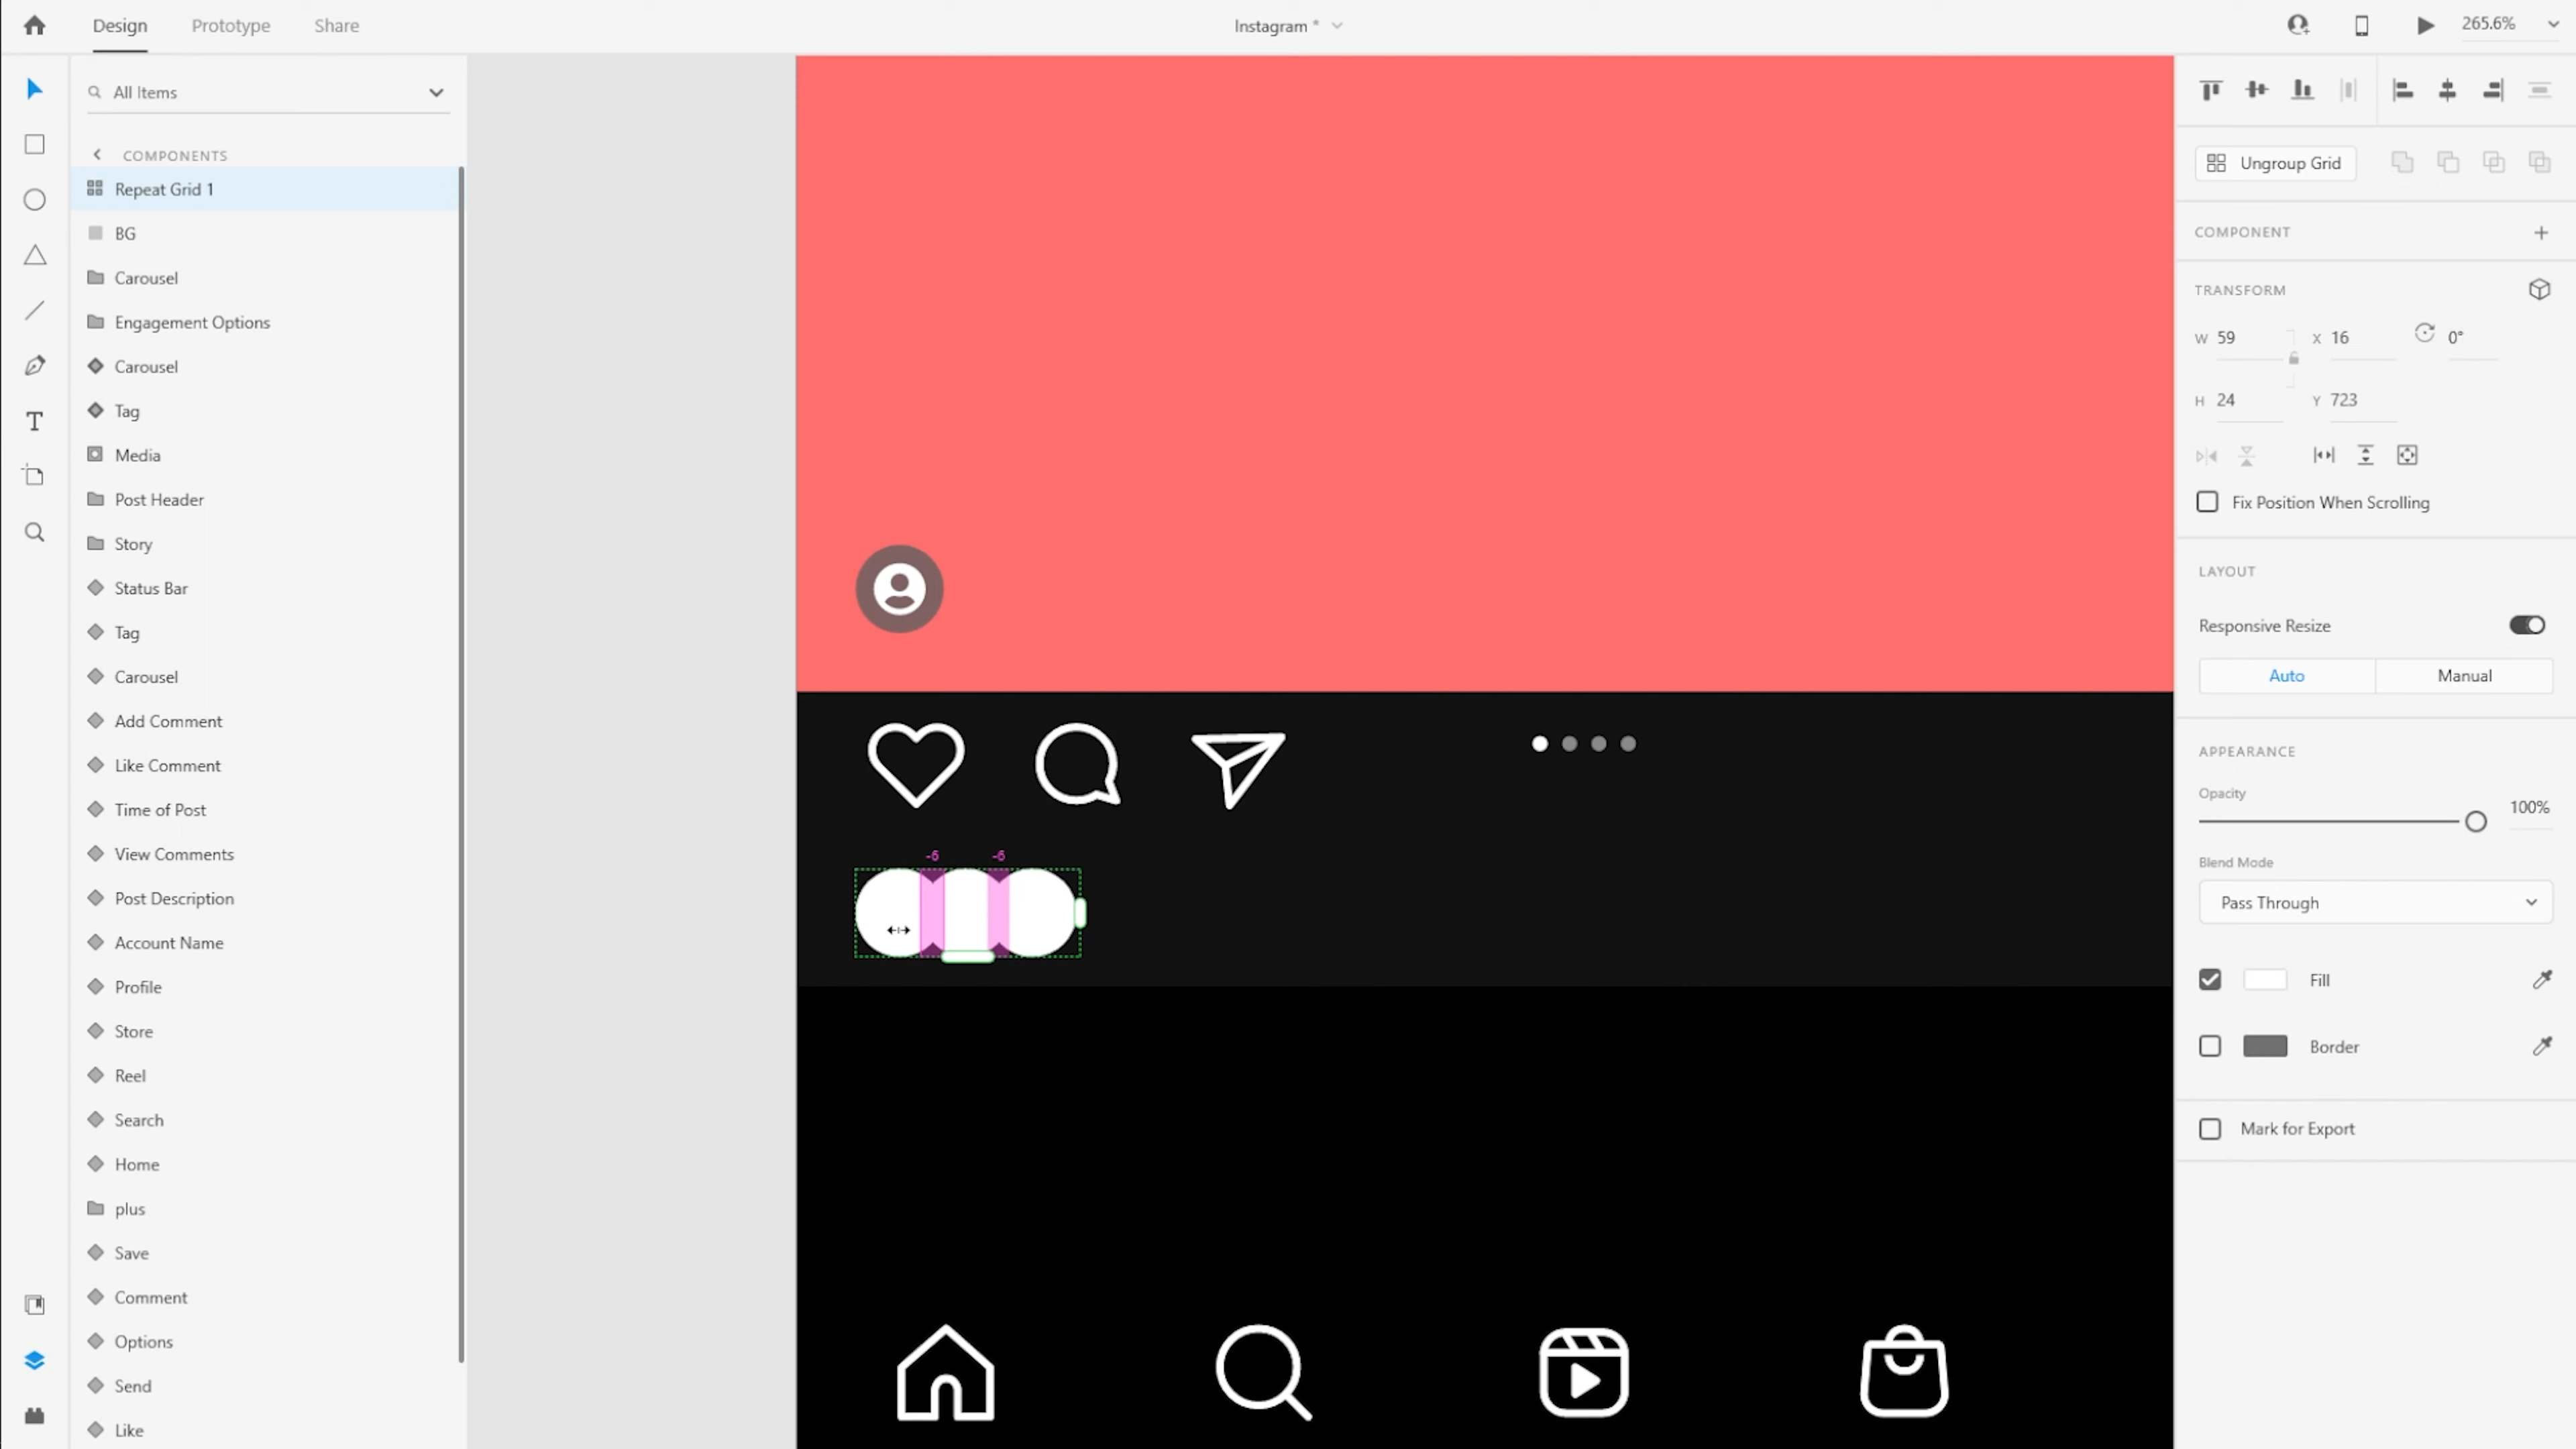 Design Prototype Share Instagram * 265.6%
All Items
COMPONENTS
Repeat Grid 1
BG
Carousel
Engagement Options
Carousel
Tag
Media
Post Header
Story
Status Bar
Tag
Carousel
Add Comment
Like Comment
Time of Post
View Comments
Post Description
Account Name
Profile
Store
Reel
Search
Home
plus
Save
Comment
Options
Send
Like
-6 -6
Ungroup Grid
COMPONENT
TRANSFORM
W 59 X 16 0°
H 24 Y 723
Fix Position When Scrolling
LAYOUT
Responsive Resize
Auto Manual
APPEARANCE
Opacity
100%
Blend Mode
Pass Through
Fill
Border
Mark for Export